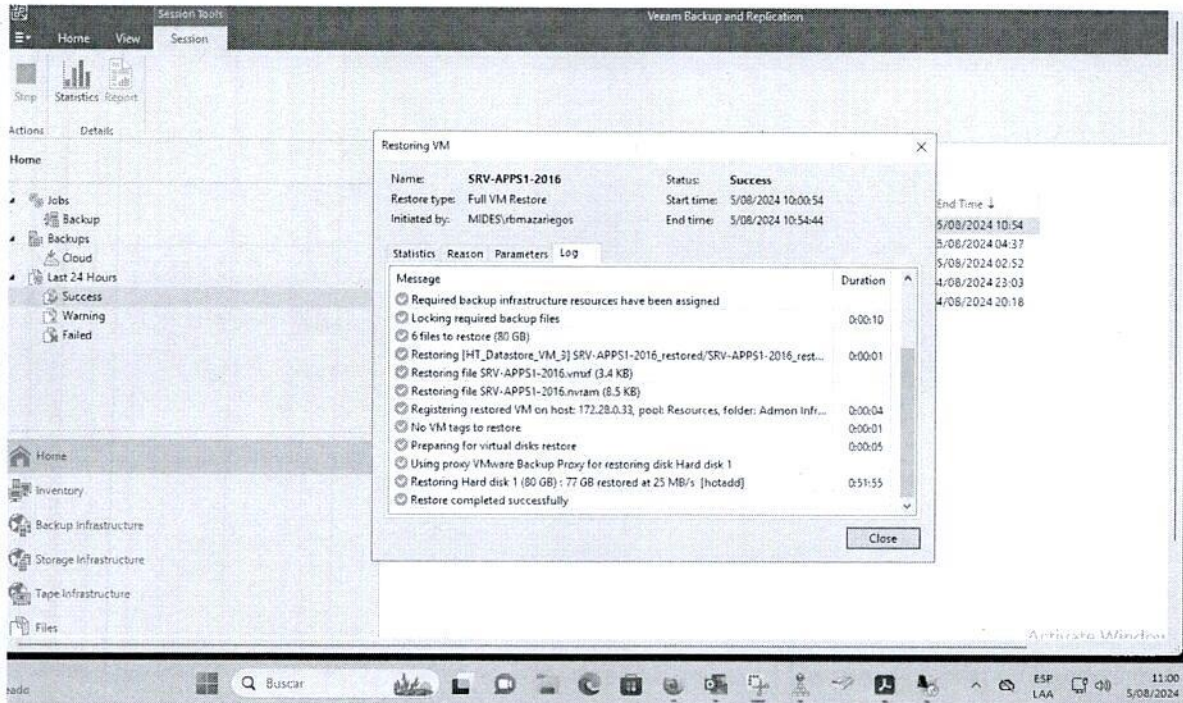 Session Tools
Veeam Backup and Replication
Home View Session
Stop Statistics Report
Actions Details
Home
Jobs
Backup
Backups
Cloud
Last 24 Hours
Success
Warning
Failed
Home
Inventory
Backup Infrastructure
Storage Infrastructure
Tape Infrastructure
Files
Restoring VM
Name: SRV-APPS1-2016 Status: Success
Restore type: Full VM Restore Start time: 5/08/2024 10:00:54
Initiated by: MIDES\rbmazariegos End time: 5/08/2024 10:54:44
Statistics Reason Parameters Log
Message Duration
Required backup infrastructure resources have been assigned
Locking required backup files 0:00:10
6 files to restore (80 GB)
Restoring [HT_Datastore_VM_3] SRV-APPS1-2016_restored/SRV-APPS1-2016_rest... 0:00:01
Restoring file SRV-APPS1-2016.vmxf (3.4 KB)
Restoring file SRV-APPS1-2016.nvram (8.5 KB)
Registering restored VM on host: 172.28.0.33, pool: Resources, folder: Admon Infr... 0:00:04
No VM tags to restore 0:00:01
Preparing for virtual disks restore 0:00:05
Using proxy VMware Backup Proxy for restoring disk Hard disk 1
Restoring Hard disk 1 (80 GB) : 77 GB restored at 25 MB/s [hotadd] 0:51:55
Restore completed successfully
Close
End Time
5/08/2024 10:54
5/08/2024 04:37
5/08/2024 02:52
4/08/2024 23:03
4/08/2024 20:18
Activate Windows
Buscar
ESP
LAA
11:00
5/08/2024